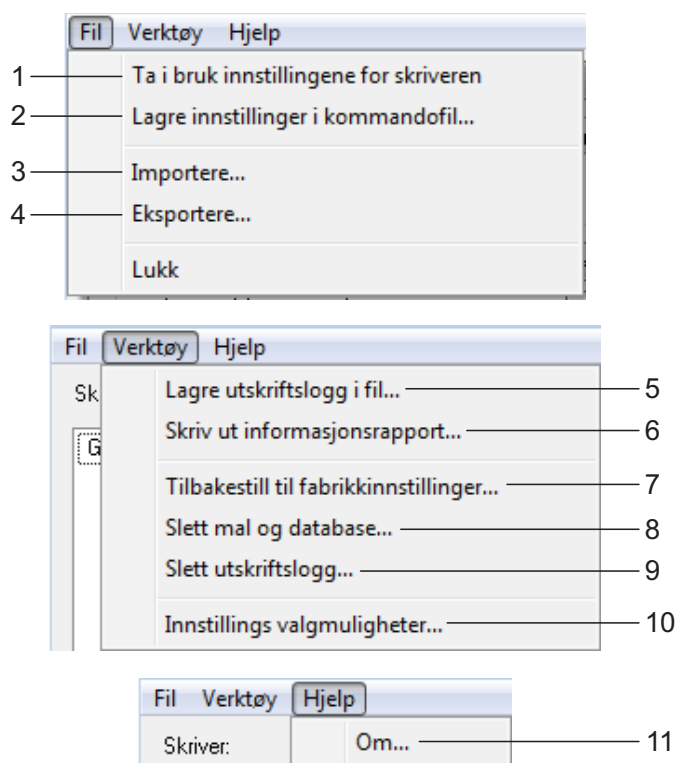 Fil Verktøy Hjelp
1 Ta i bruk innstillingene for skriveren
2 Lagre innstillinger i kommandofil...
3 Importere...
4 Eksportere...
Lukk
Fil Verktøy Hjelp
Sk
Lagre utskriftslogg i fil... 5
G
Skriv ut informasjonsrapport... 6
Tilbakestill til fabrikkinnstillinger... 7
Slett mal og database... 8
Slett utskriftslogg... 9
Innstillings valgmuligheter... 10
Fil Verktøy Hjelp
Skriver: Om... 11